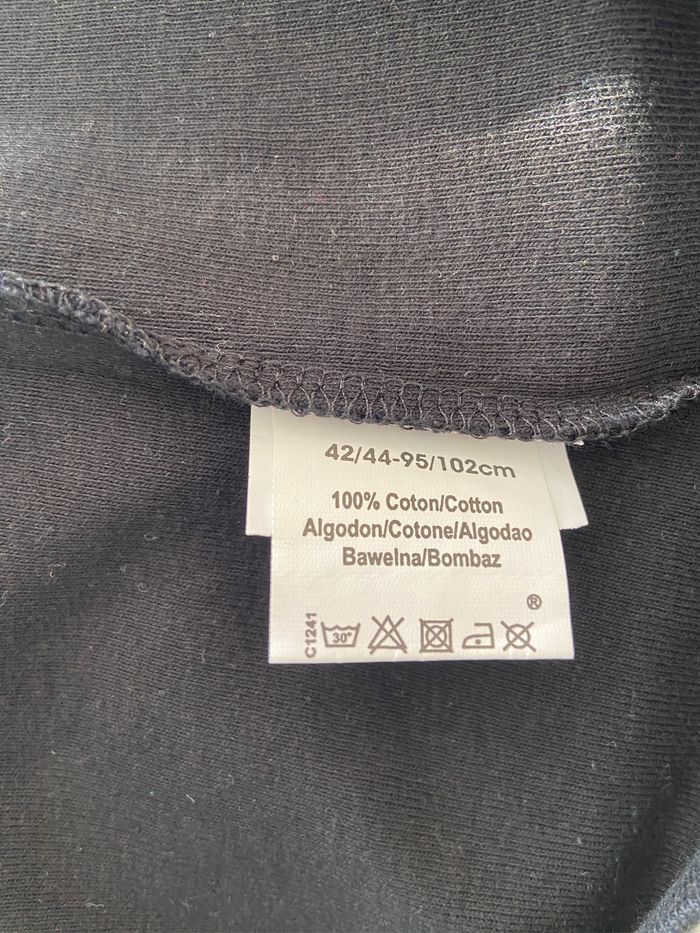 42/44-95/102cm
100% Coton/Cotton
Algodon/Cotone/Algodao
Bawelna/Bombaz
®
C1241
30°